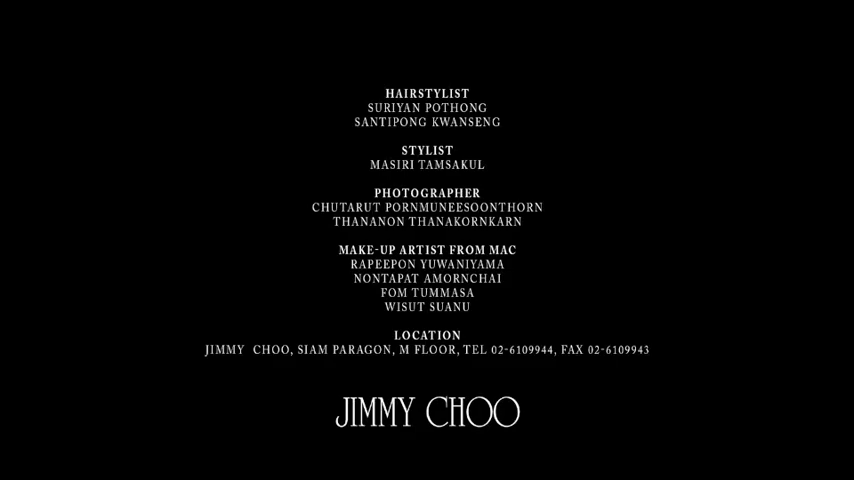 HAIRSTYLIST
SURIYAN POTHONG
SANTIPONG KWANSENG
STYLIST
MASIRI TAMSAKUL
PHOTOGRAPHER
CHUTARUT PORNMUNEESOONTHORN
THANANON THANAKORNKARN
MAKE-UP ARTIST FROM MAC
RAPEEPON YUWANIYAMA
NONTAPAT AMORNCHAI
FOM TUMMASA
WISUT SUANU
LOCATION
JIMMY CHOO, SIAM PARAGON, M FLOOR, TEL 02-6109944, FAX 02-6109943
JIMMY CHOO